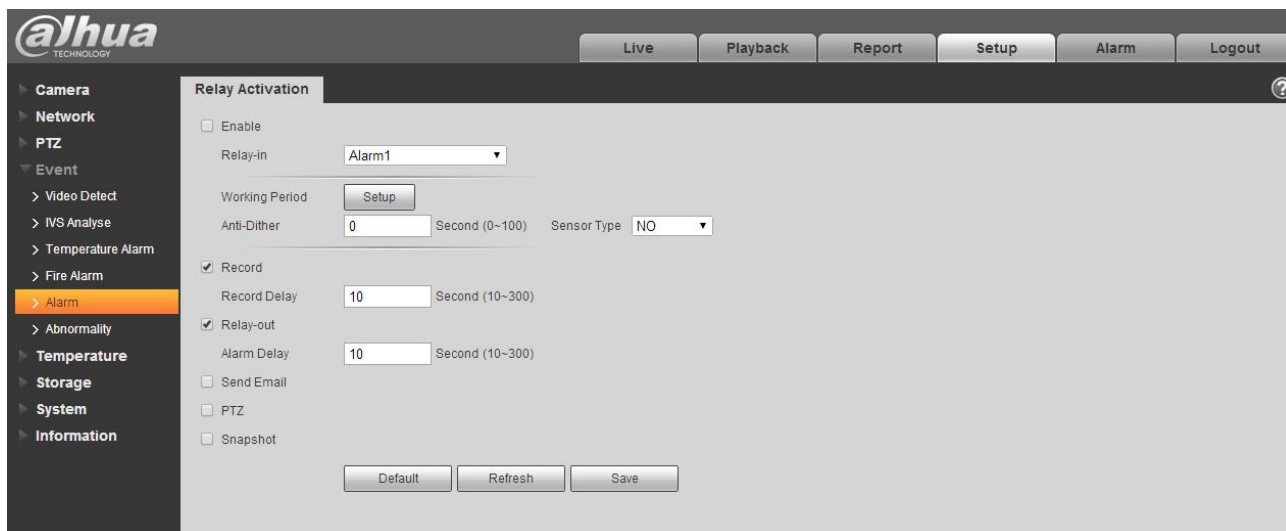 alhua
TECHNOLOGY
Live Playback Report Setup Alarm Logout
Camera
Network
PTZ
Event
> Video Detect
> IVS Analyse
> Temperature Alarm
> Fire Alarm
> Alarm
> Abnormality
Temperature
Storage
System
Information
Relay Activation
?
Enable
Relay-in Alarm1
Working Period Setup
Anti-Dither 0 Second (0~100) Sensor Type NO
Record
Record Delay 10 Second (10~300)
Relay-out
Alarm Delay 10 Second (10~300)
Send Email
PTZ
Snapshot
Default Refresh Save